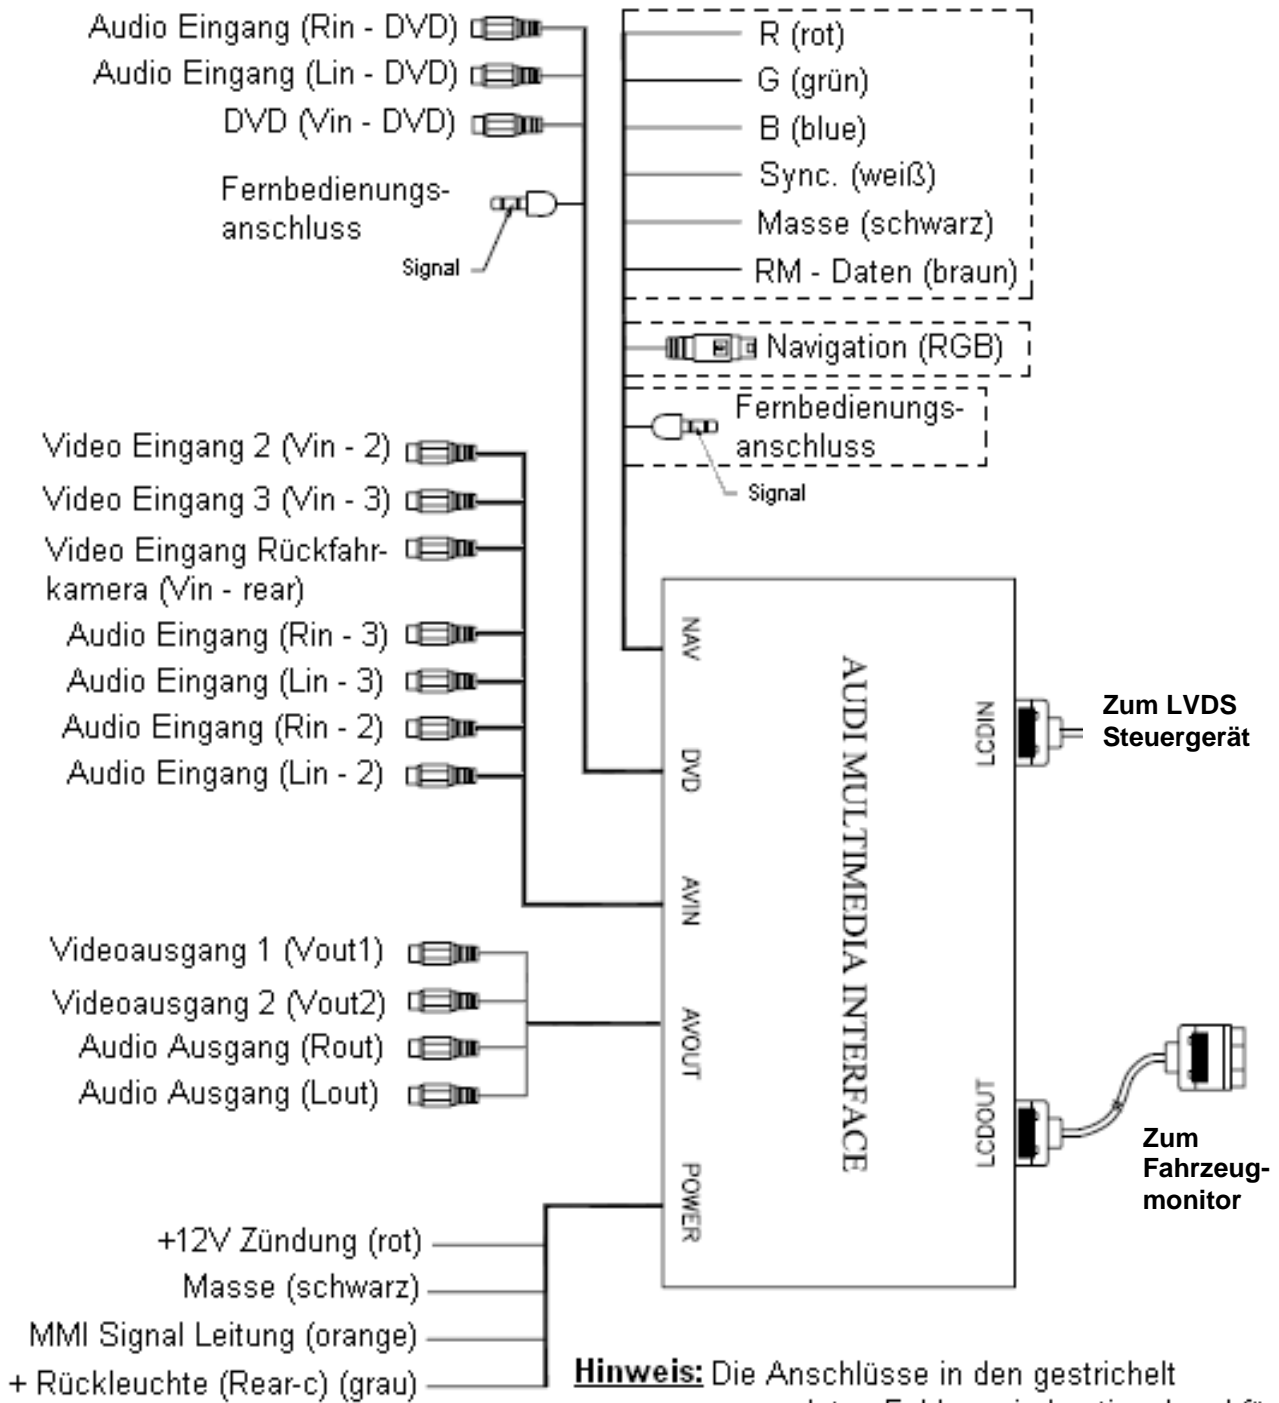 Audio Eingang (Rin - DVD)
Audio Eingang (Lin - DVD)
DVD (Vin - DVD)
Fernbedienungs-
anschluss
Signal
R (rot)
G (grün)
B (blue)
Sync. (weiß)
Masse (schwarz)
RM - Daten (braun)
Navigation (RGB)
Fernbedienungs-
anschluss
Signal
Video Eingang 2 (Vin - 2)
Video Eingang 3 (Vin - 3)
Video Eingang Rückfahr-
kamera (Vin - rear)
Audio Eingang (Rin - 3)
Audio Eingang (Lin - 3)
Audio Eingang (Rin - 2)
Audio Eingang (Lin - 2)
Videoausgang 1 (Vout1)
Videoausgang 2 (Vout2)
Audio Ausgang (Rout)
Audio Ausgang (Lout)
+12V Zündung (rot)
Masse (schwarz)
MMI Signal Leitung (orange)
+ Rückleuchte (Rear-c) (grau)
NAV
DVD
AVIN
AVOUT
POWER
AUDI MULTIMEDIA INTERFACE
LCDIN
LCDOUT
Zum LVDS
Steuergerät
Zum
Fahrzeug-
monitor
Hinweis: Die Anschlüsse in den gestrichelt